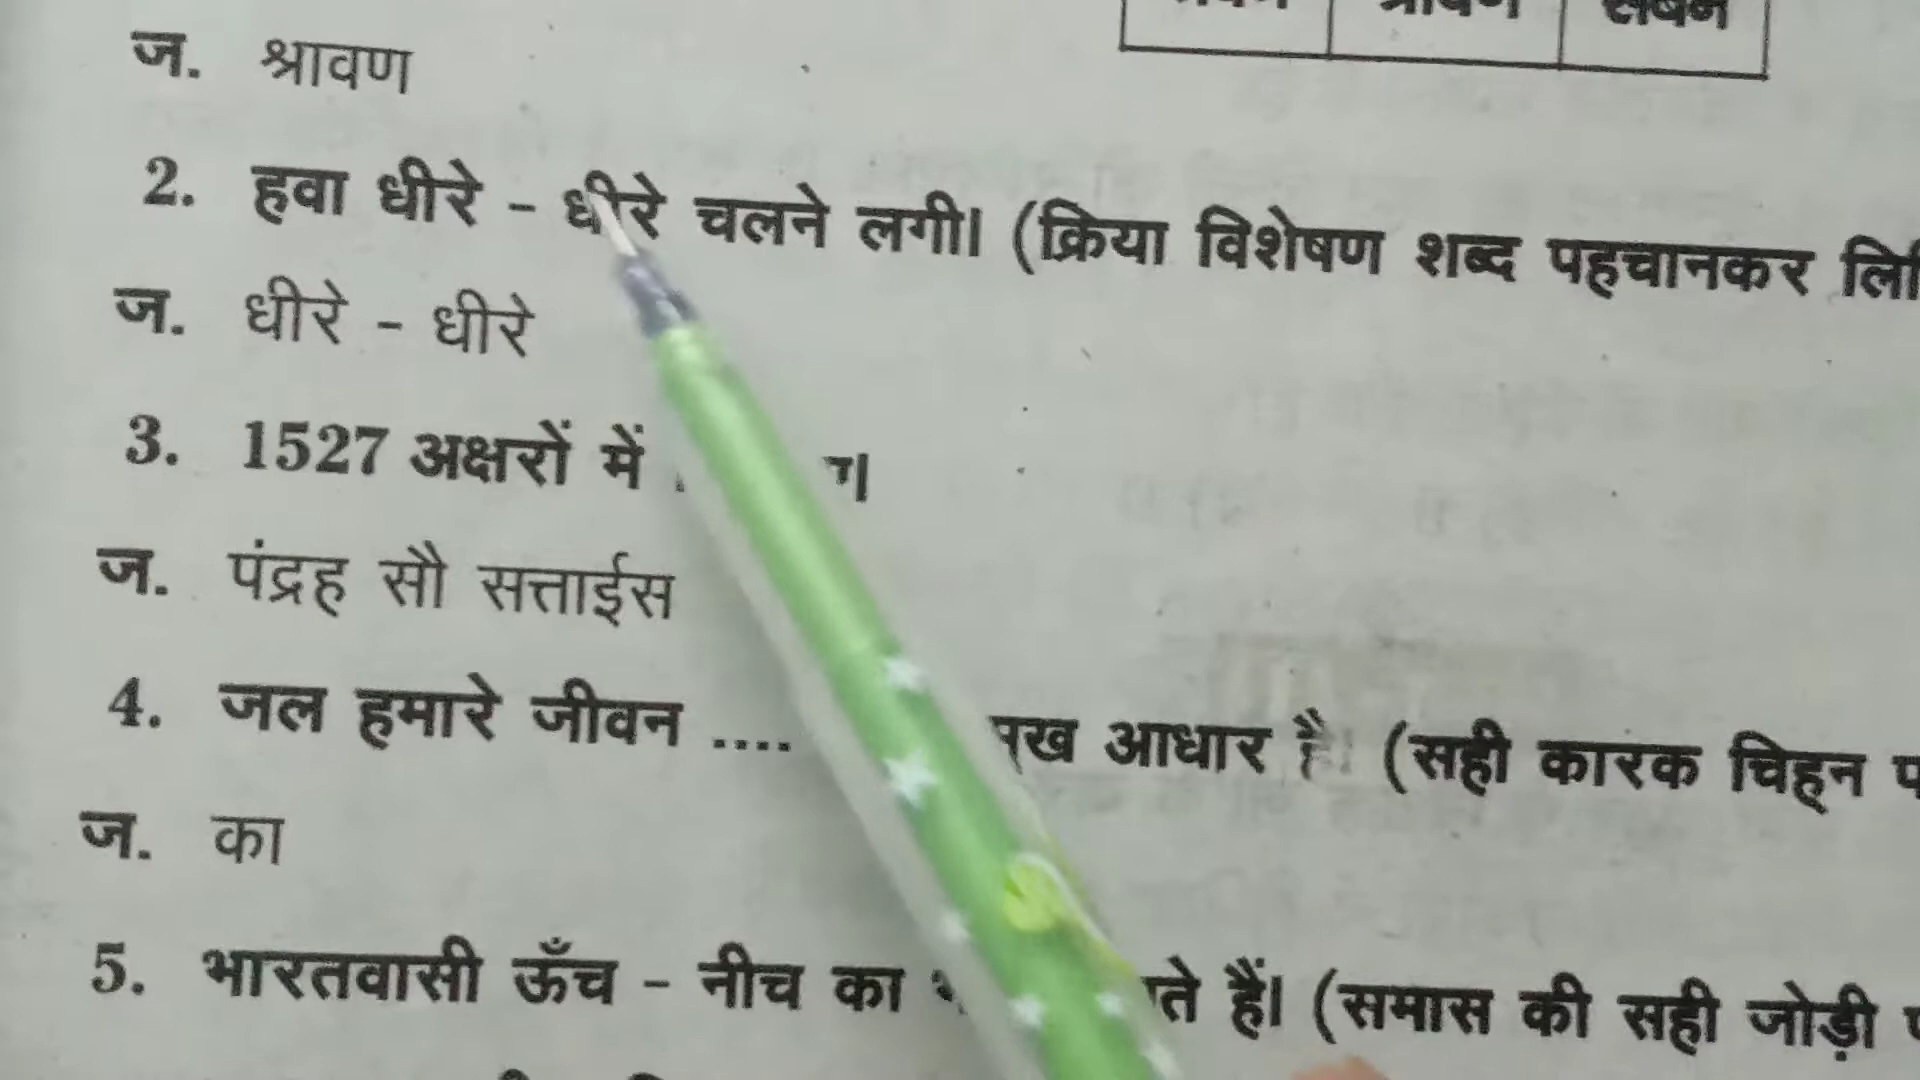 श्रावण
ज. श्रावण
2. हवा धीरे - धीरे चलने लगी। (क्रिया विशेषण शब्द पहचानकर
ज. धीरे - धीरे
3. 1527 अक्षरों में
ज. पंद्रह सौ सत्ताईस
4. जल हमारे जीवन .... आधार है। (सही कारक चिह्न
ज. का
5. भारतवासी ऊँच - नीच का हैं। (समास की सही जोड़ी